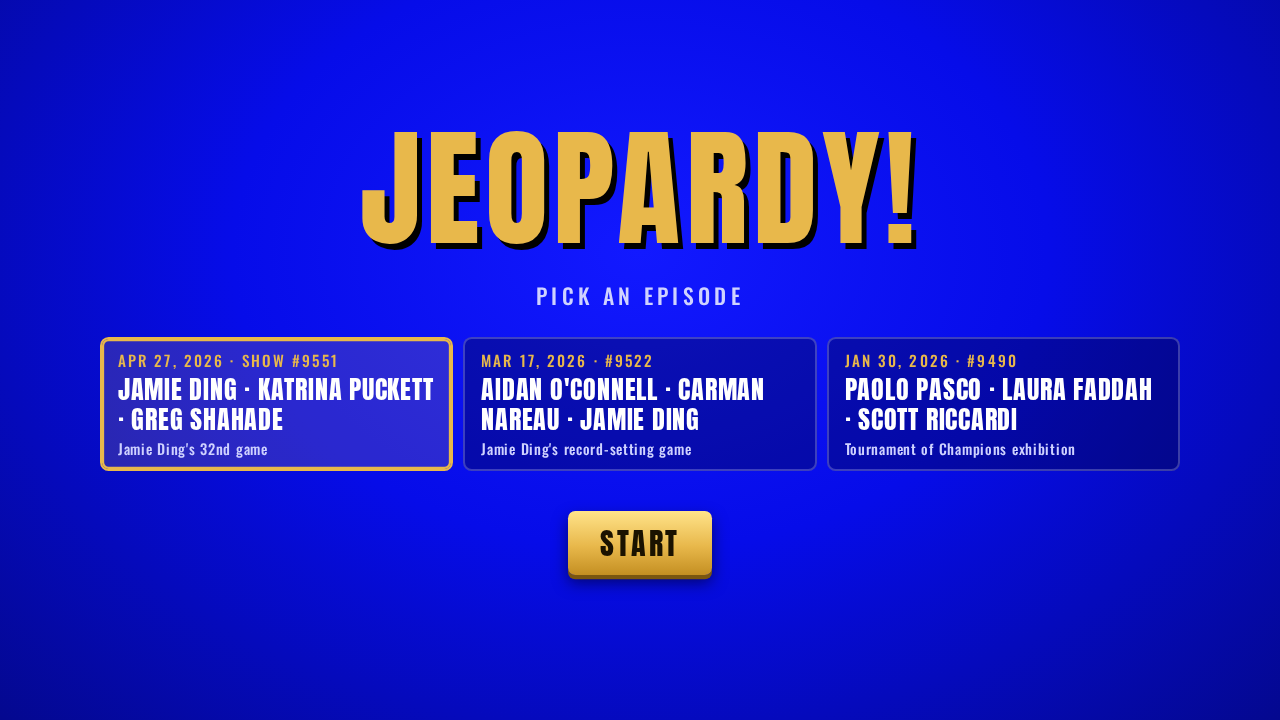 JEOPARDY!
PICK AN EPISODE
APR 27, 2026 · SHOW #9551
JAMIE DING · KATRINA PUCKETT
· GREG SHAHADE
Jamie Ding's 32nd game
MAR 17, 2026 · #9522
AIDAN O'CONNELL · CARMAN
NAREAU · JAMIE DING
Jamie Ding's record-setting game
JAN 30, 2026 · #9490
PAOLO PASCO · LAURA FADDAH
· SCOTT RICCARDI
Tournament of Champions exhibition
START